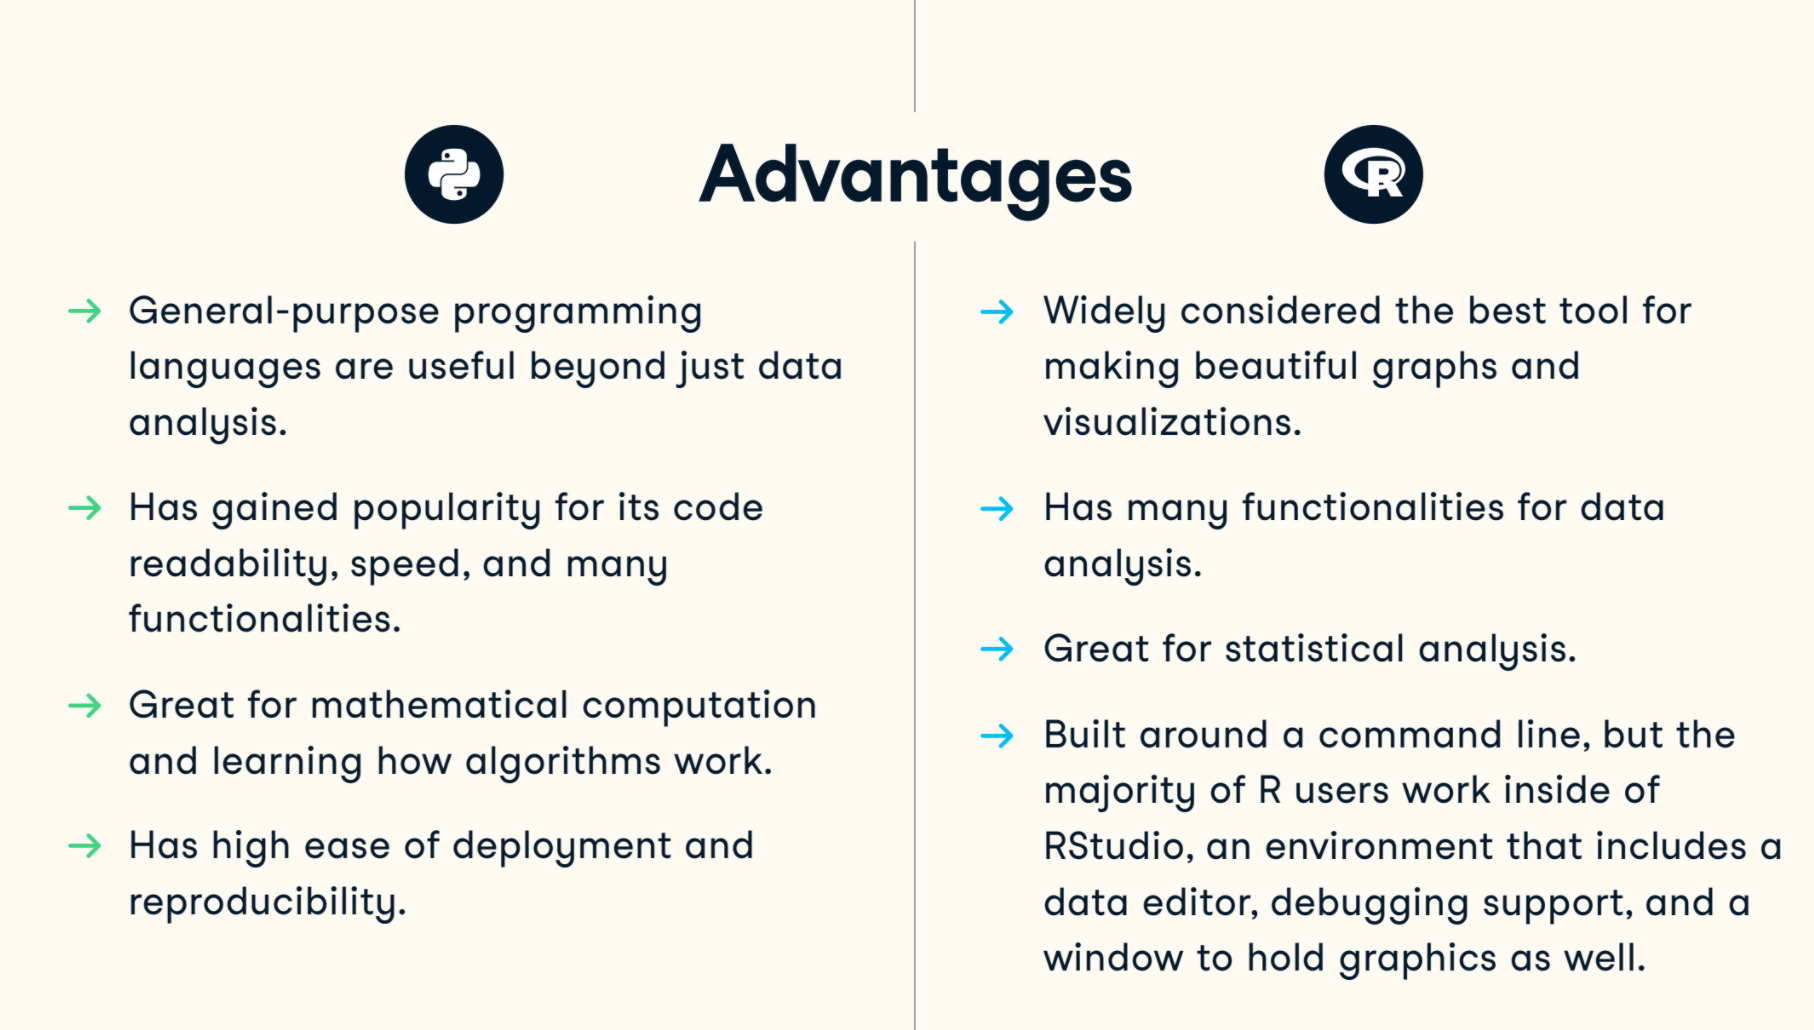 Advantages
General-purpose programming
languages are useful beyond just data
analysis.
Has gained popularity for its code
readability, speed, and many
functionalities.
Great for mathematical computation
and learning how algorithms work.
Has high ease of deployment and
reproducibility.
R
Widely considered the best tool for
making beautiful graphs and
visualizations.
Has many functionalities for data
analysis.
Great for statistical analysis.
Built around a command line, but the
majority of R users work inside of
RStudio, an environment that includes a
data editor, debugging support, and a
window to hold graphics as well.